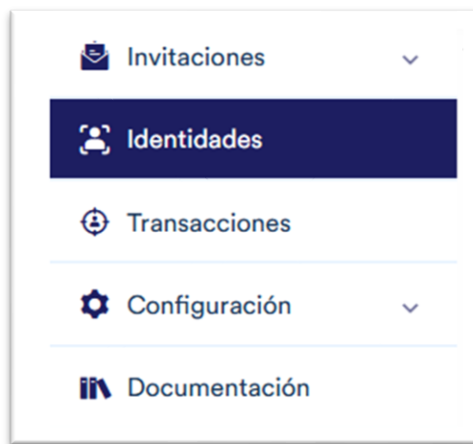 Invitaciones
Identidades
Transacciones
Configuración
Documentación